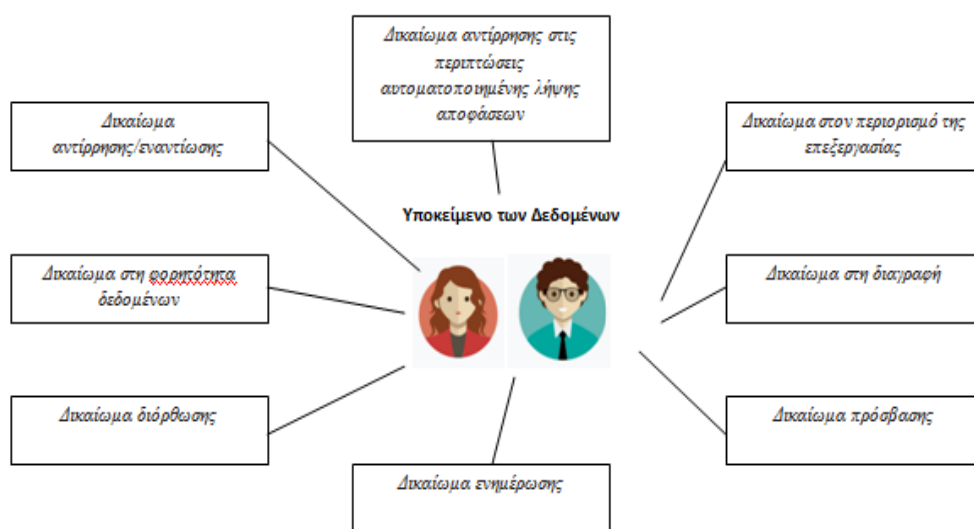 Δικαίωμα αντίρρησης στις
περιπτώσεις
αυτοματοποιημένης λήψης
αποφάσεων
Δικαίωμα
αντίρρησης/εναντίωσης
Δικαίωμα στον περιορισμό της
επεξεργασίας
Υποκείμενο των Δεδομένων
Δικαίωμα στη φορητότητα
δεδομένων
Δικαίωμα στη διαγραφή
Δικαίωμα διόρθωσης
Δικαίωμα πρόσβασης
Δικαίωμα ενημέρωσης